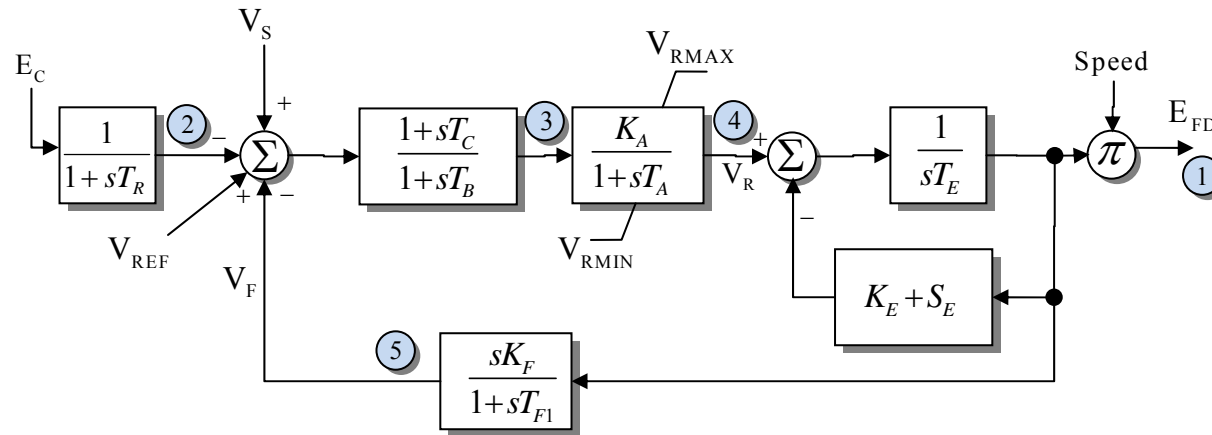 V_S
E_C
V_RMAX
Speed
E_FD
2
3
4
1
1
1 + sT_R
Σ
+
−
+
−
1 + sT_C
1 + sT_B
K_A
1 + sT_A
V_R
+
Σ
−
1
sT_E
π
V_REF
V_RMIN
V_F
K_E + S_E
5
sK_F
1 + sT_F1